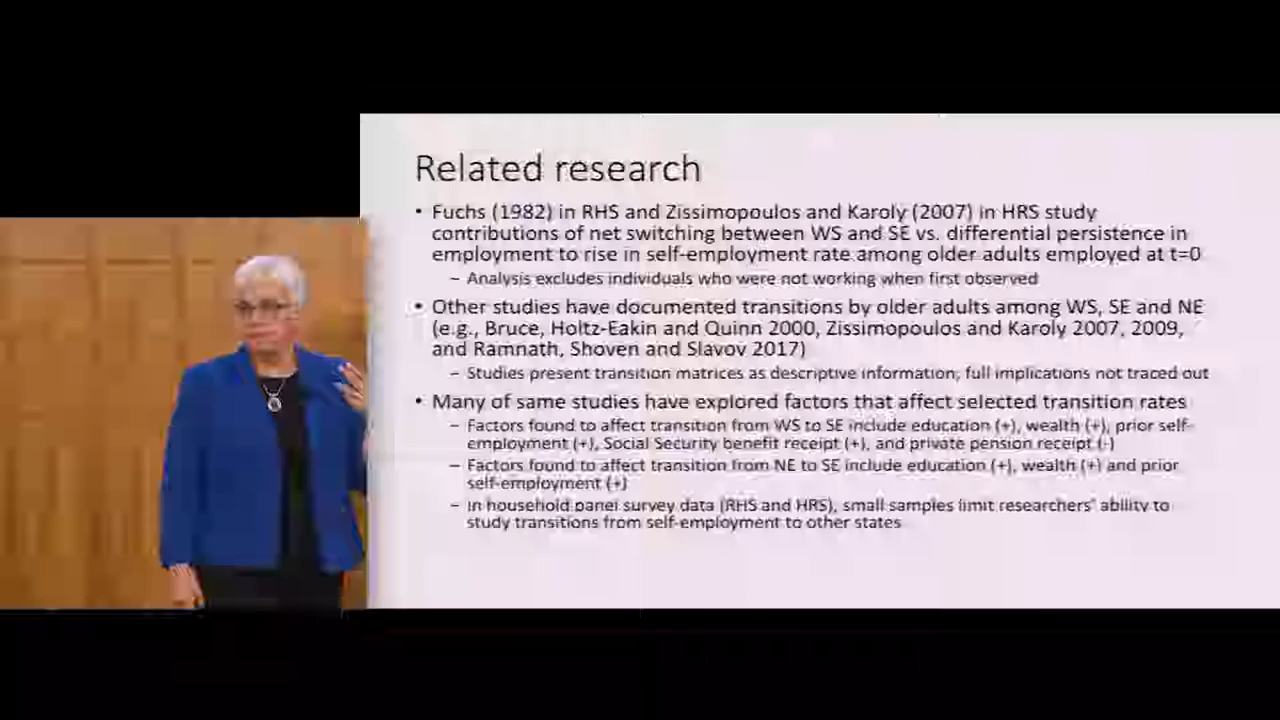 Related research
• Fuchs (1982) in RHS and Zissimopoulos and Karoly (2007) in HRS study
contributions of net switching between WS and SE vs. differential persistence in
employment to rise in self-employment rate among older adults employed at t=0
– Analysis excludes individuals who were not working when first observed
• Other studies have documented transitions by older adults among WS, SE and NE
(e.g., Bruce, Holtz-Eakin and Quinn 2000, Zissimopoulos and Karoly 2007, 2009,
and Ramnath, Shoven and Slavov 2017)
– Studies present transition matrices as descriptive information; full implications not traced out
• Many of same studies have explored factors that affect selected transition rates
– Factors found to affect transition from WS to SE include education (+), wealth (+), prior self-
employment (+), Social Security benefit receipt (+), and private pension receipt (-)
– Factors found to affect transition from NE to SE include education (+), wealth (+) and prior
self-employment (+)
– In household panel survey data (RHS and HRS), small samples limit researchers' ability to
study transitions from self-employment to other states